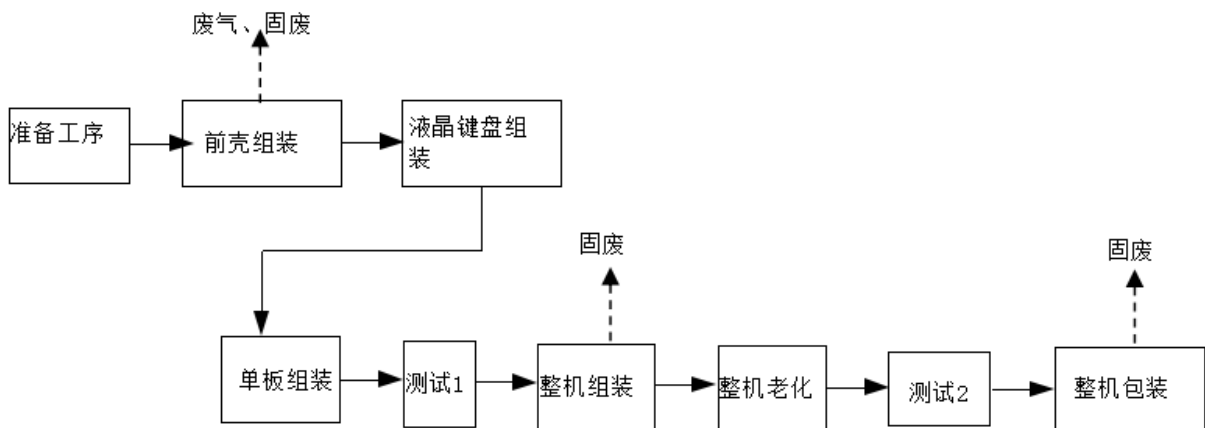 废气、固废
准备工序
前壳组装
液晶键盘组
装
固废
固废
单板组装
测试1
整机组装
整机老化
测试2
整机包装